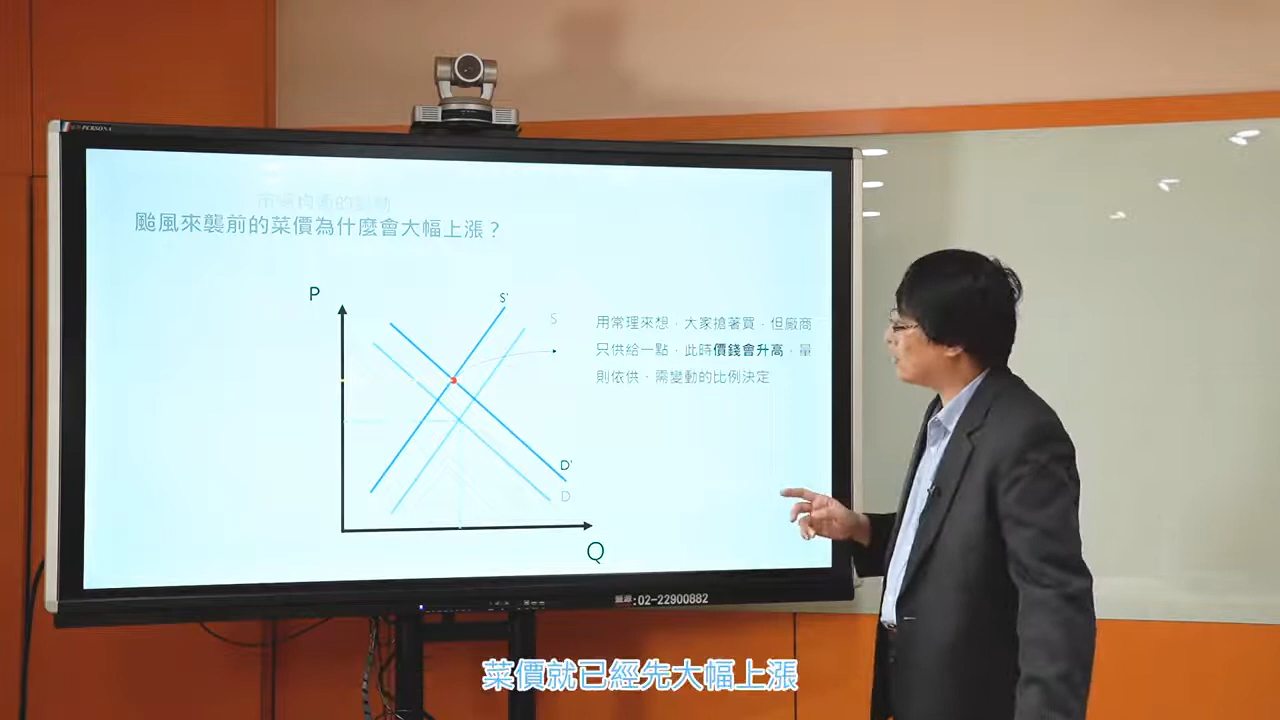 PERSONA
颱風來襲前的菜價為什麼會大幅上漲？
P
S'
S
用常理來想，大家搶著買，但廠商
只供給一點，此時價錢會升高，量
則依供、需變動的比例決定
D'
D
Q
:02-22900882
菜價就已經先大幅上漲